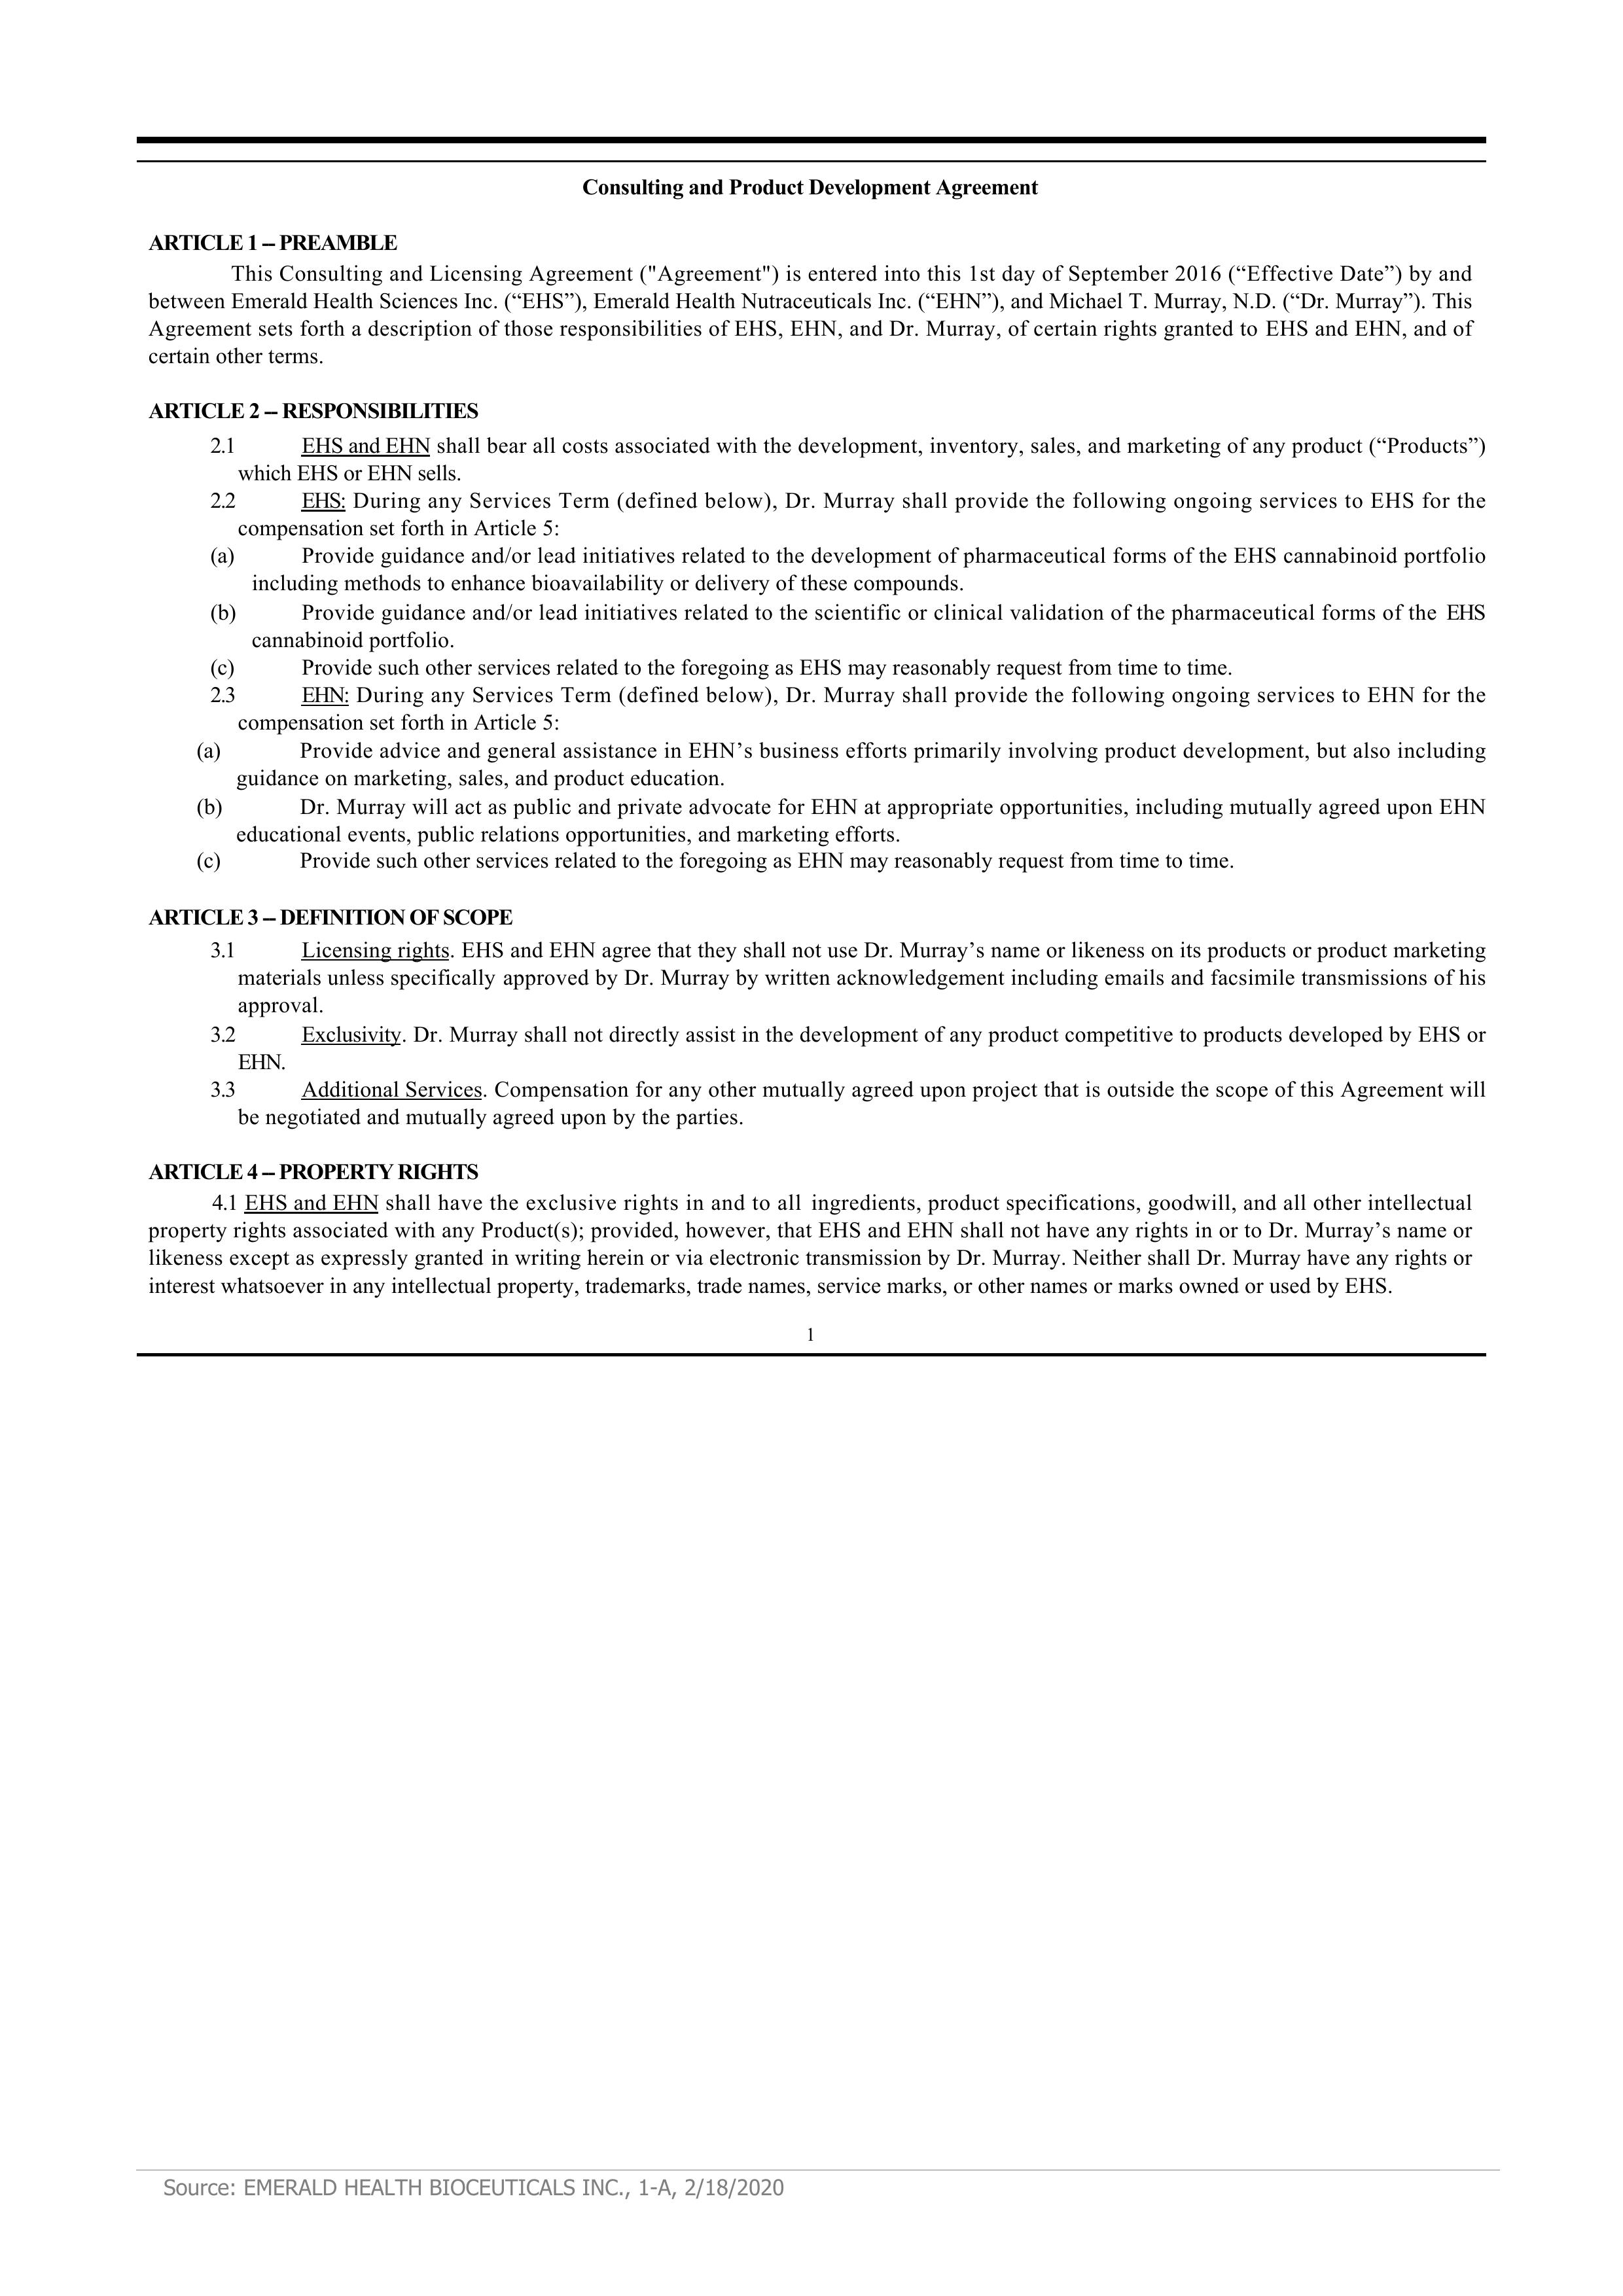 Consulting and Product Development Agreement
ARTICLE 1 – PREAMBLE
This Consulting and Licensing Agreement ("Agreement") is entered into this 1st day of September 2016 (“Effective Date”) by and
between Emerald Health Sciences Inc. (“EHS”), Emerald Health Nutraceuticals Inc. (“EHN”), and Michael T. Murray, N.D. (“Dr. Murray”). This
Agreement sets forth a description of those responsibilities of EHS, EHN, and Dr. Murray, of certain rights granted to EHS and EHN, and of
certain other terms.
ARTICLE 2 – RESPONSIBILITIES
2.1 EHS and EHN shall bear all costs associated with the development, inventory, sales, and marketing of any product (“Products”)
which EHS or EHN sells.
2.2 EHS: During any Services Term (defined below), Dr. Murray shall provide the following ongoing services to EHS for the
compensation set forth in Article 5:
(a) Provide guidance and/or lead initiatives related to the development of pharmaceutical forms of the EHS cannabinoid portfolio
including methods to enhance bioavailability or delivery of these compounds.
(b) Provide guidance and/or lead initiatives related to the scientific or clinical validation of the pharmaceutical forms of the EHS
cannabinoid portfolio.
(c) Provide such other services related to the foregoing as EHS may reasonably request from time to time.
2.3 EHN: During any Services Term (defined below), Dr. Murray shall provide the following ongoing services to EHN for the
compensation set forth in Article 5:
(a) Provide advice and general assistance in EHN’s business efforts primarily involving product development, but also including
guidance on marketing, sales, and product education.
(b) Dr. Murray will act as public and private advocate for EHN at appropriate opportunities, including mutually agreed upon EHN
educational events, public relations opportunities, and marketing efforts.
(c) Provide such other services related to the foregoing as EHN may reasonably request from time to time.
ARTICLE 3 – DEFINITION OF SCOPE
3.1 Licensing rights. EHS and EHN agree that they shall not use Dr. Murray’s name or likeness on its products or product marketing
materials unless specifically approved by Dr. Murray by written acknowledgement including emails and facsimile transmissions of his
approval.
3.2 Exclusivity. Dr. Murray shall not directly assist in the development of any product competitive to products developed by EHS or
EHN.
3.3 Additional Services. Compensation for any other mutually agreed upon project that is outside the scope of this Agreement will
be negotiated and mutually agreed upon by the parties.
ARTICLE 4 – PROPERTY RIGHTS
4.1 EHS and EHN shall have the exclusive rights in and to all ingredients, product specifications, goodwill, and all other intellectual
property rights associated with any Product(s); provided, however, that EHS and EHN shall not have any rights in or to Dr. Murray’s name or
likeness except as expressly granted in writing herein or via electronic transmission by Dr. Murray. Neither shall Dr. Murray have any rights or
interest whatsoever in any intellectual property, trademarks, trade names, service marks, or other names or marks owned or used by EHS.
1
Source: EMERALD HEALTH BIOCEUTICALS INC., 1-A, 2/18/2020